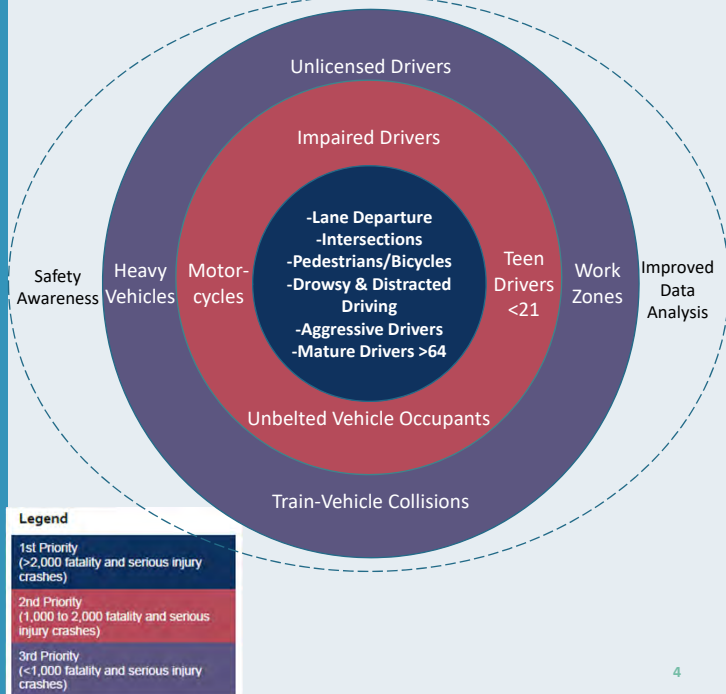 Unlicensed Drivers
Impaired Drivers
-Lane Departure
-Intersections
-Pedestrians/Bicycles
-Drowsy & Distracted
Driving
-Aggressive Drivers
-Mature Drivers >64
Safety
Awareness
Heavy
Vehicles
Motor-
cycles
Teen
Drivers
<21
Work
Zones
Improved
Data
Analysis
Unbelted Vehicle Occupants
Train-Vehicle Collisions
Legend
1st Priority
(>2,000 fatality and serious injury
crashes)
2nd Priority
(1,000 to 2,000 fatality and serious
injury crashes)
3rd Priority
(<1,000 fatality and serious injury
crashes)
4